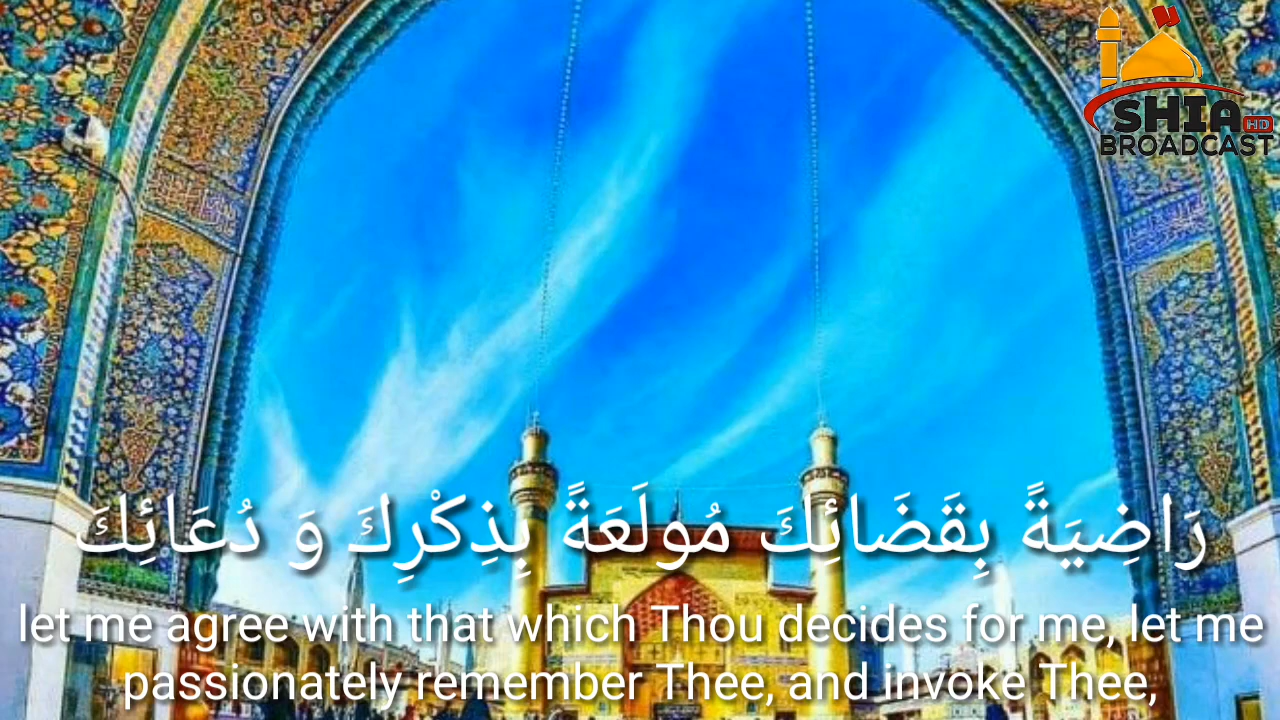 SHIA HD
BROADCAST
رَاضِيَةً بِقَضَائِكَ مُولَعَةً بِذِكْرِكَ وَ دُعَائِكَ
let me agree with that which Thou decides for me, let me
passionately remember Thee, and invoke Thee,